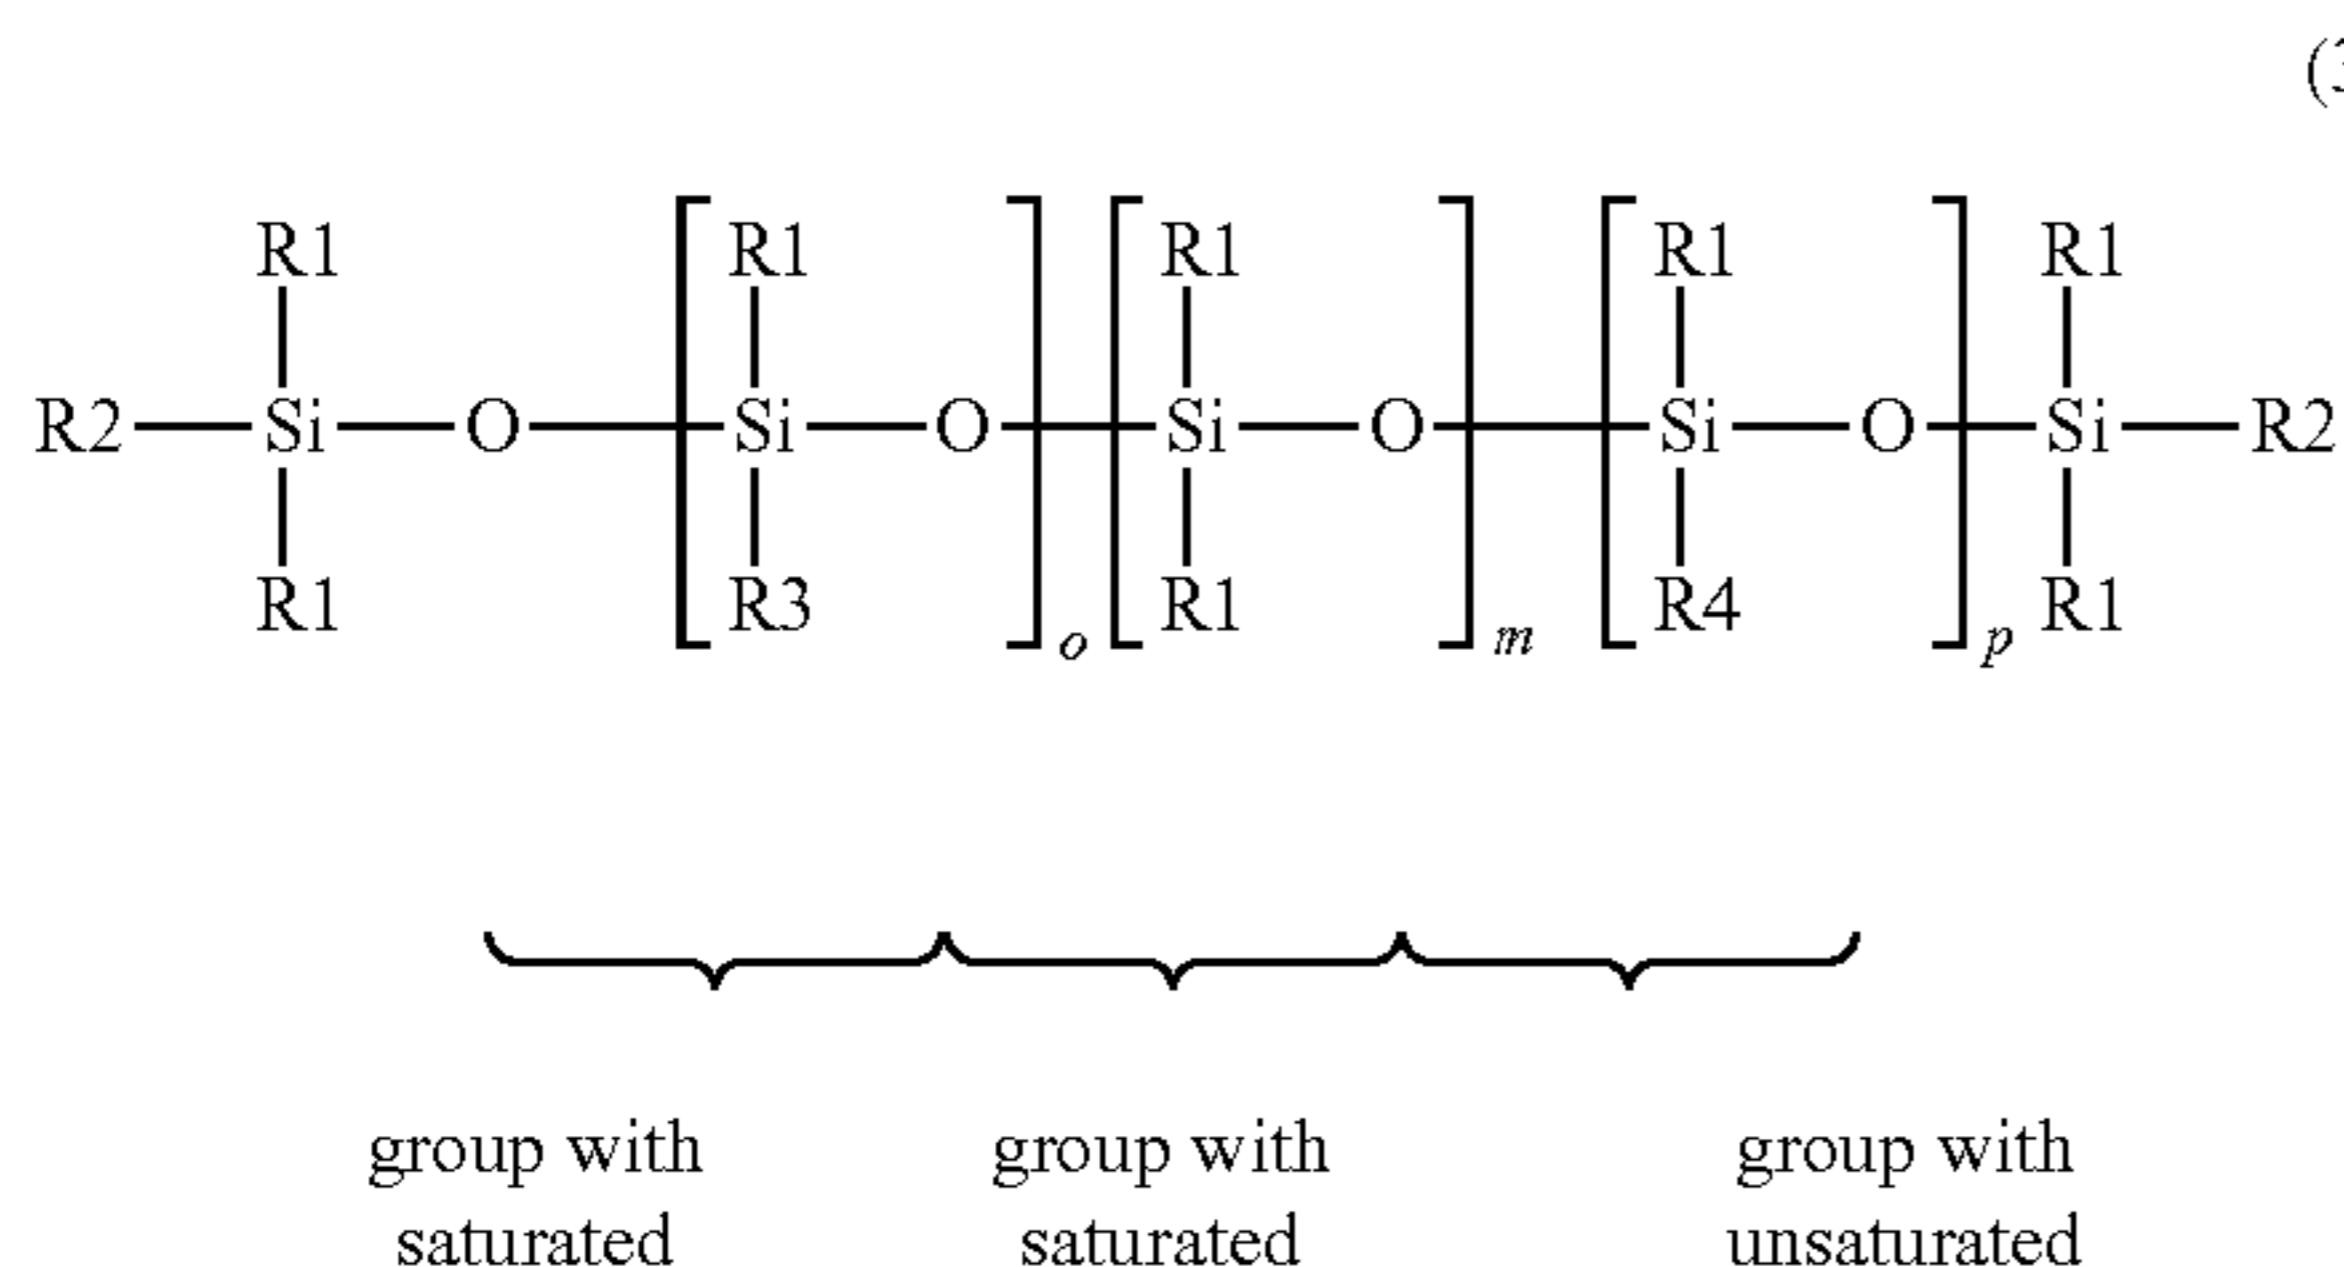 (3
R1 R1 R1 R1 R1
R2 Si O Si O Si O Si O Si R2
R1 R3 R1 R4 R1
o m p
group with group with group with
saturated saturated unsaturated